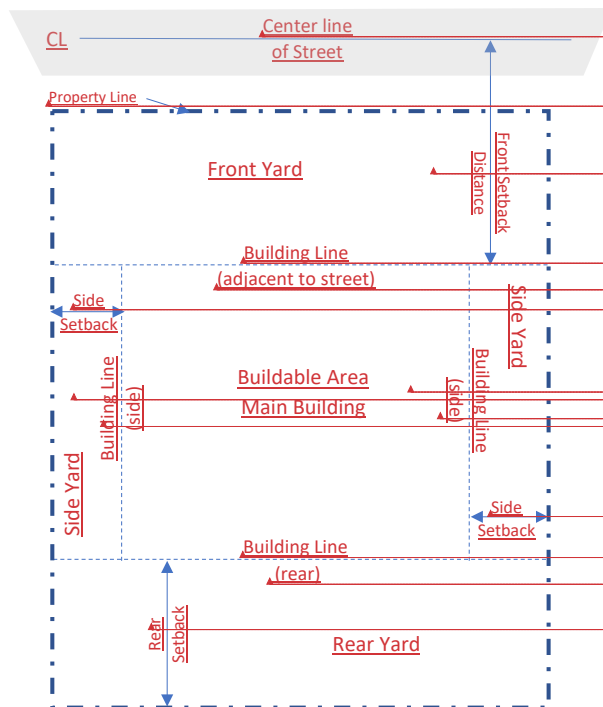 Center line
CL
of Street
Property Line
Front Yard
Front Setback
Distance
Building Line
(adjacent to street)
Side
Setback
Side Yard
Buildable Area
Main Building
Building Line
(side)
Building Line
(side)
Side Yard
Side
Setback
Building Line
(rear)
Rear
Setback
Rear Yard